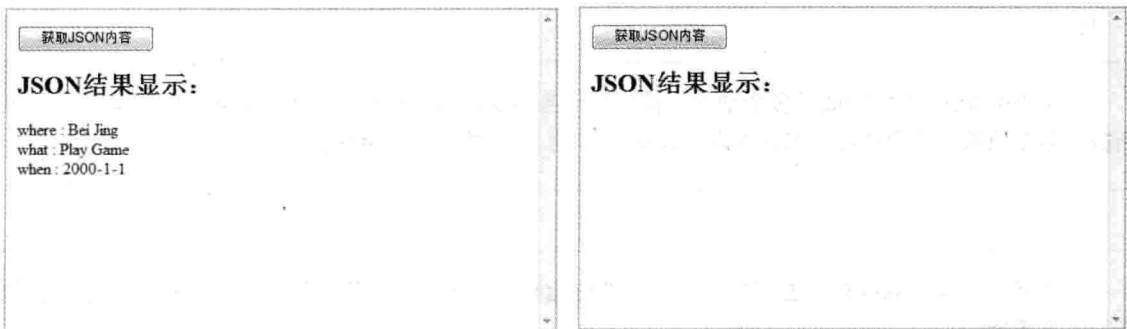 获取JSON内容
JSON结果显示：
where : Bei Jing
what : Play Game
when : 2000-1-1
获取JSON内容
JSON结果显示：